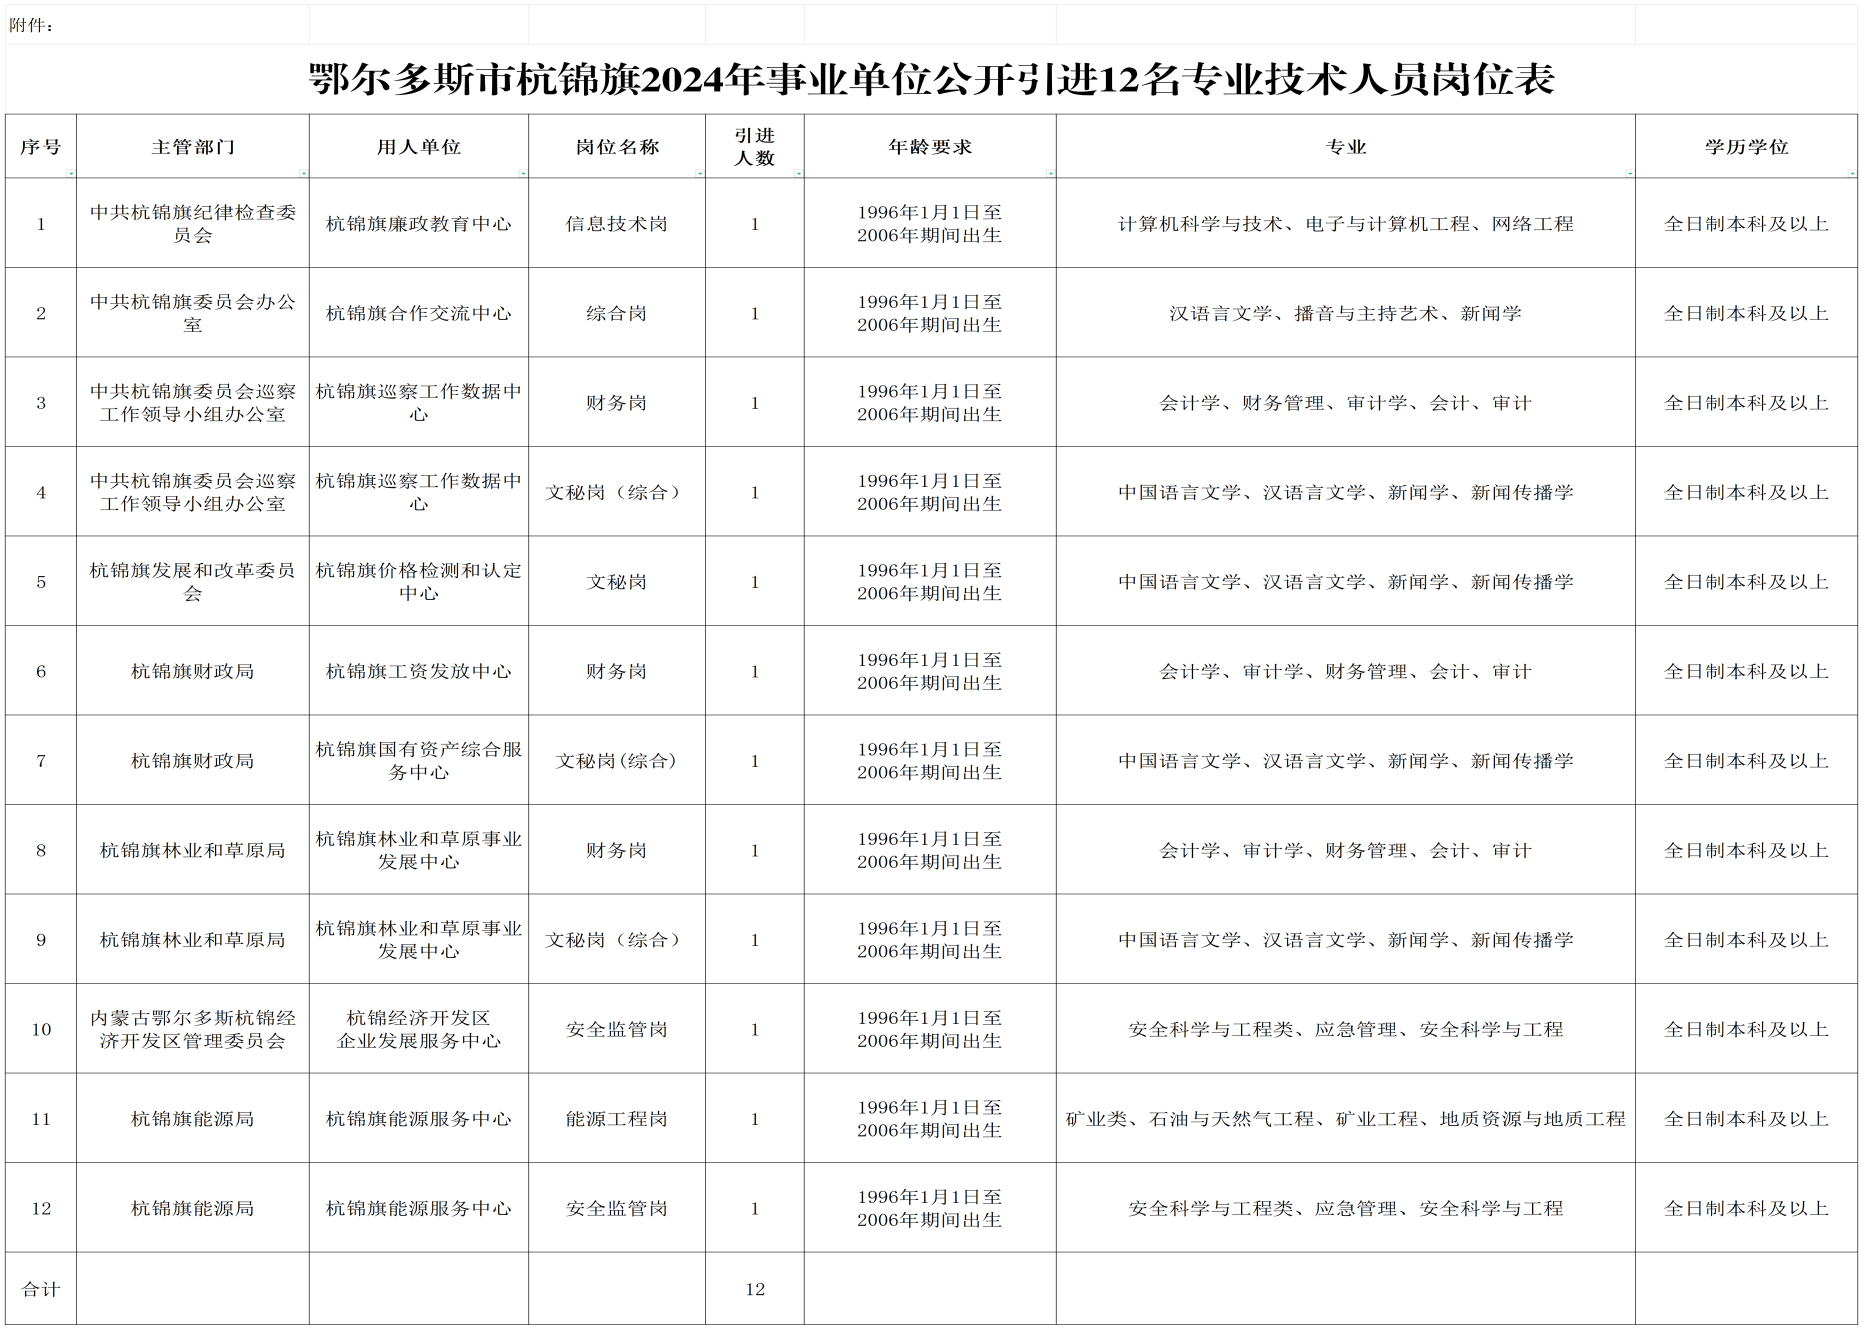 附件：
鄂尔多斯市杭锦旗2024年事业单位公开引进12名专业技术人员岗位表
序号 主管部门 用人单位 岗位名称 引进人数 年龄要求 专业 学历学位
1 中共杭锦旗纪律检查委员会 杭锦旗廉政教育中心 信息技术岗 1 1996年1月1日至2006年期间出生 计算机科学与技术、电子与计算机工程、网络工程 全日制本科及以上
2 中共杭锦旗委员会办公室 杭锦旗合作交流中心 综合岗 1 1996年1月1日至2006年期间出生 汉语言文学、播音与主持艺术、新闻学 全日制本科及以上
3 中共杭锦旗委员会巡察工作领导小组办公室 杭锦旗巡察工作数据中心 财务岗 1 1996年1月1日至2006年期间出生 会计学、财务管理、审计学、会计、审计 全日制本科及以上
4 中共杭锦旗委员会巡察工作领导小组办公室 杭锦旗巡察工作数据中心 文秘岗（综合） 1 1996年1月1日至2006年期间出生 中国语言文学、汉语言文学、新闻学、新闻传播学 全日制本科及以上
5 杭锦旗发展和改革委员会 杭锦旗价格检测和认定中心 文秘岗 1 1996年1月1日至2006年期间出生 中国语言文学、汉语言文学、新闻学、新闻传播学 全日制本科及以上
6 杭锦旗财政局 杭锦旗工资发放中心 财务岗 1 1996年1月1日至2006年期间出生 会计学、审计学、财务管理、会计、审计 全日制本科及以上
7 杭锦旗财政局 杭锦旗国有资产综合服务中心 文秘岗(综合) 1 1996年1月1日至2006年期间出生 中国语言文学、汉语言文学、新闻学、新闻传播学 全日制本科及以上
8 杭锦旗林业和草原局 杭锦旗林业和草原事业发展中心 财务岗 1 1996年1月1日至2006年期间出生 会计学、审计学、财务管理、会计、审计 全日制本科及以上
9 杭锦旗林业和草原局 杭锦旗林业和草原事业发展中心 文秘岗（综合） 1 1996年1月1日至2006年期间出生 中国语言文学、汉语言文学、新闻学、新闻传播学 全日制本科及以上
10 内蒙古鄂尔多斯杭锦经济开发区管理委员会 杭锦经济开发区企业发展服务中心 安全监管岗 1 1996年1月1日至2006年期间出生 安全科学与工程类、应急管理、安全科学与工程 全日制本科及以上
11 杭锦旗能源局 杭锦旗能源服务中心 能源工程岗 1 1996年1月1日至2006年期间出生 矿业类、石油与天然气工程、矿业工程、地质资源与地质工程 全日制本科及以上
12 杭锦旗能源局 杭锦旗能源服务中心 安全监管岗 1 1996年1月1日至2006年期间出生 安全科学与工程类、应急管理、安全科学与工程 全日制本科及以上
合计 12